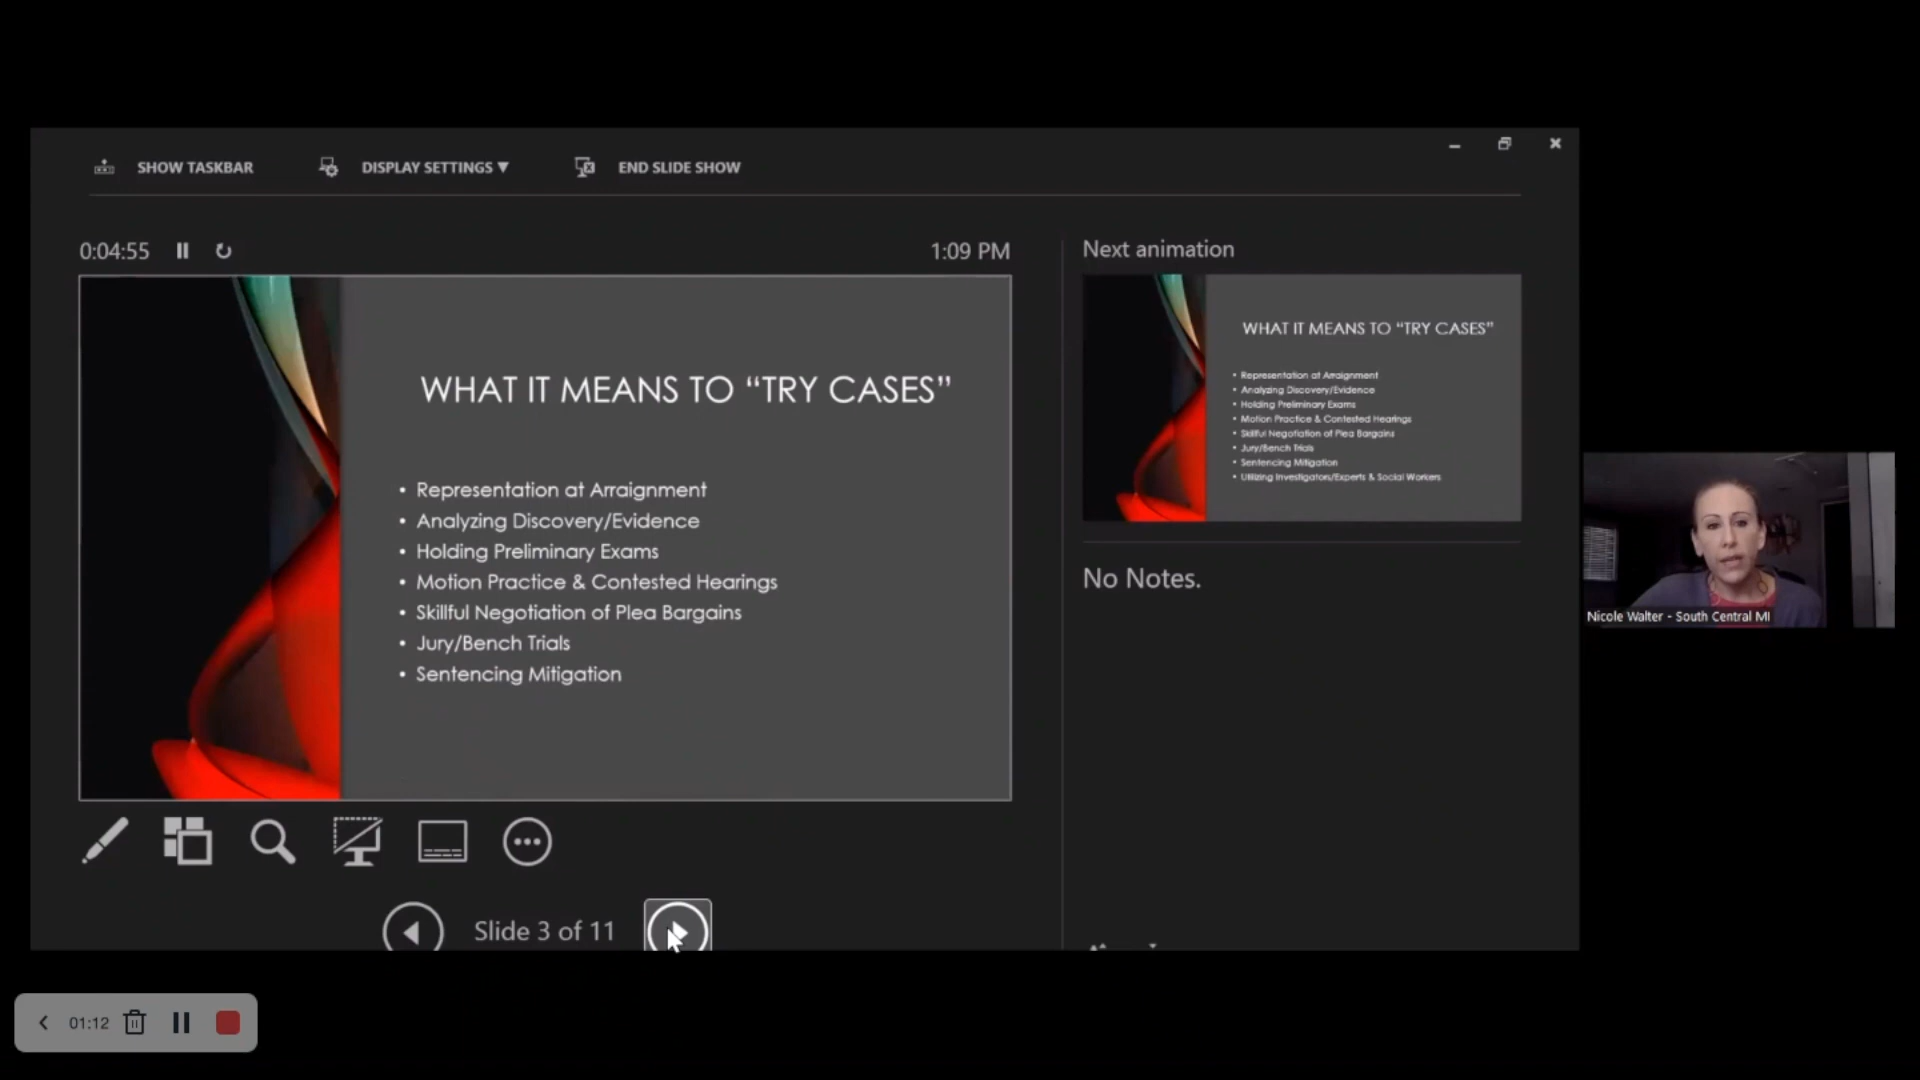 SHOW TASKBAR DISPLAY SETTINGS ▼ END SLIDE SHOW
0:04:55 1:09 PM
WHAT IT MEANS TO “TRY CASES”
• Representation at Arraignment
• Analyzing Discovery/Evidence
• Holding Preliminary Exams
• Motion Practice & Contested Hearings
• Skillful Negotiation of Plea Bargains
• Jury/Bench Trials
• Sentencing Mitigation
Slide 3 of 11
Next animation
WHAT IT MEANS TO “TRY CASES”
• Representation at Arraignment
• Analyzing Discovery/Evidence
• Holding Preliminary Exams
• Motion Practice & Contested Hearings
• Skillful Negotiation of Plea Bargains
• Jury/Bench Trials
• Sentencing Mitigation
• Utilizing Investigators/Experts & Social Workers
No Notes.
Nicole Walter - South Central MI
01:12